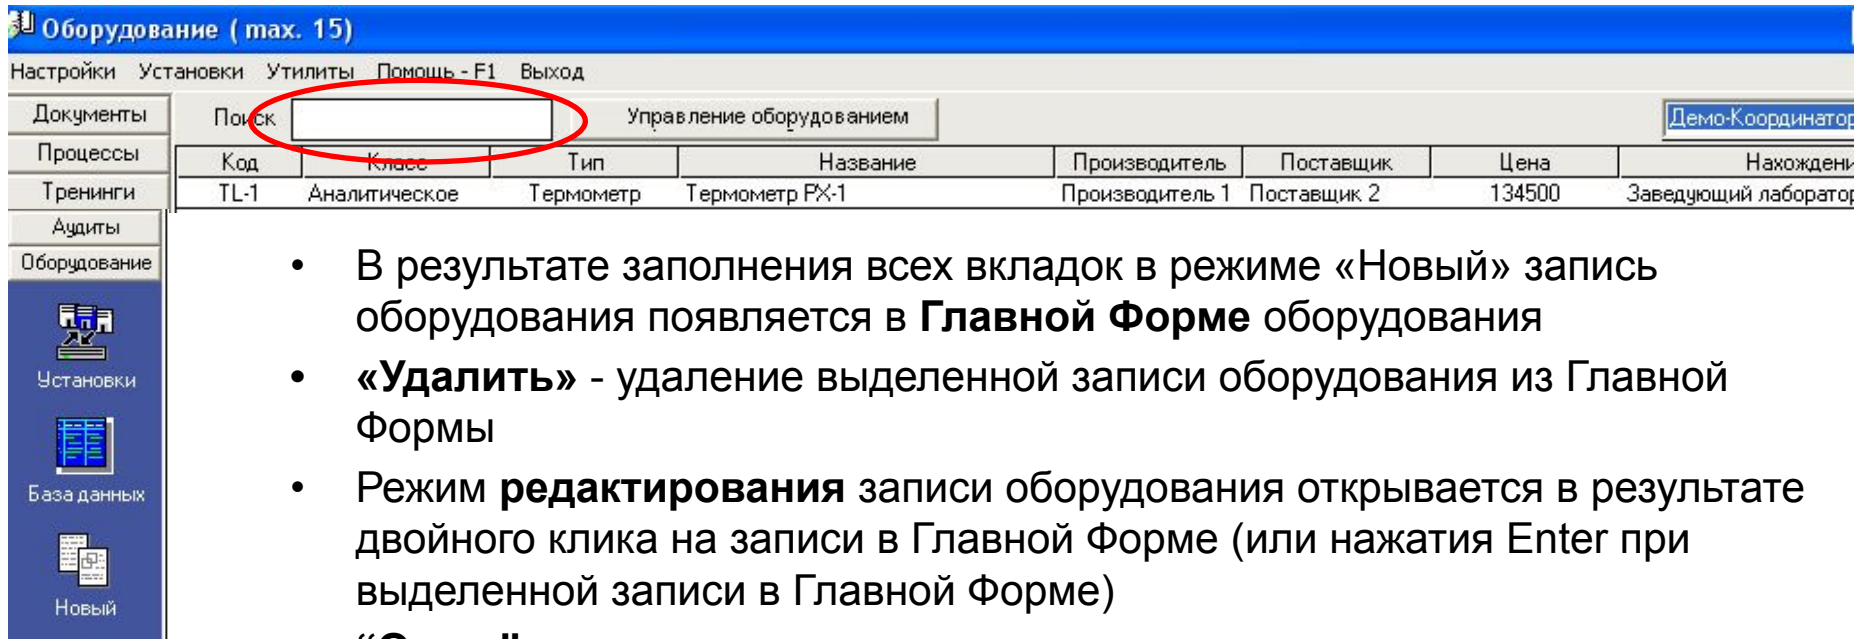 Оборудование ( max. 15)
Настройки Установки Утилиты Помощь - F1 Выход
Документы Поиск Управление оборудованием Демо-Координатор
Процессы Код Класс Тип Название Производитель Поставщик Цена Нахождени
Тренинги TL-1 Аналитическое Термометр Термометр РХ-1 Производитель 1 Поставщик 2 134500 Заведующий лаборатор
Аудиты
Оборудование
• В результате заполнения всех вкладок в режиме «Новый» запись
оборудования появляется в Главной Форме оборудования
Установки
• «Удалить» - удаление выделенной записи оборудования из Главной
Формы
База данных
• Режим редактирования записи оборудования открывается в результате
двойного клика на записи в Главной Форме (или нажатия Enter при
выделенной записи в Главной Форме)
Новый